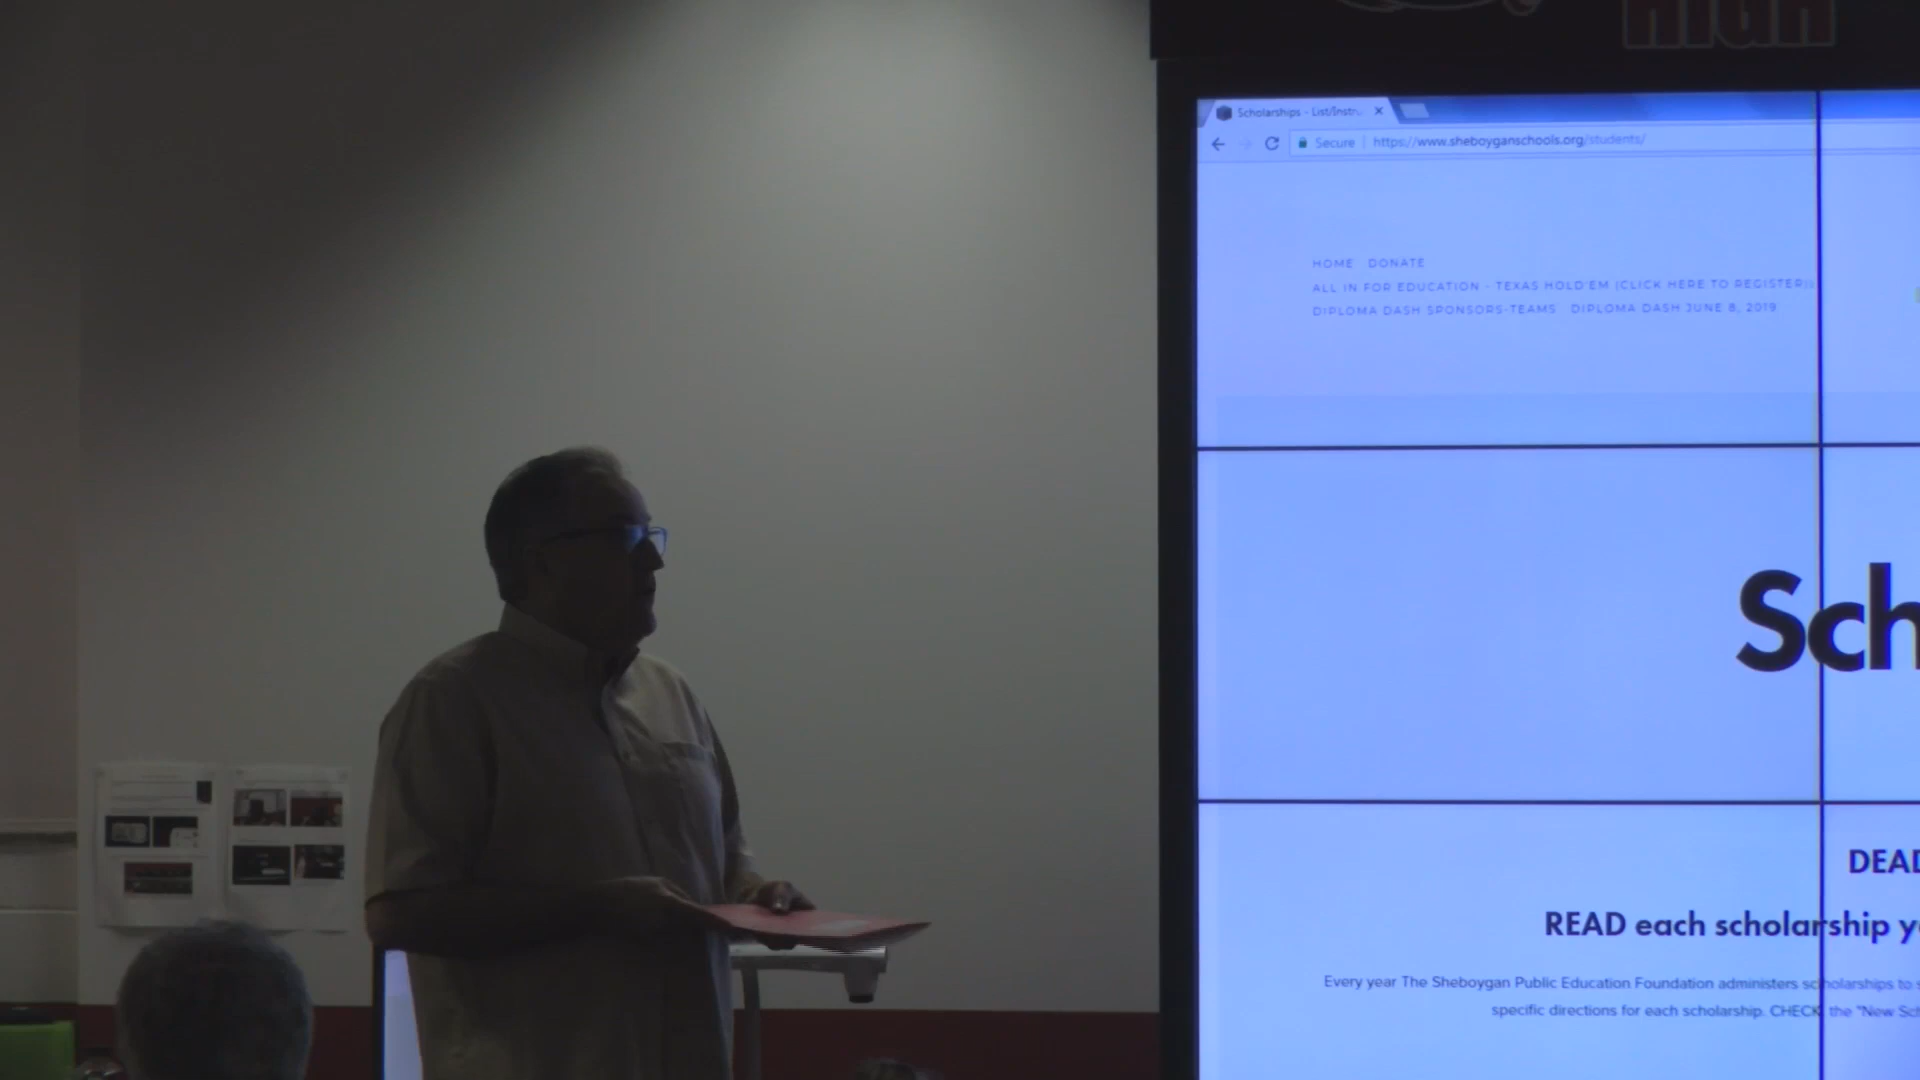 HIGH
Scholarships - List/Instru
Secure https://www.sheboyganschools.org/students/
HOME DONATE
ALL IN FOR EDUCATION - TEXAS HOLD'EM (CLICK HERE TO REGISTER)
DIPLOMA DASH SPONSORS-TEAMS DIPLOMA DASH JUNE 8, 2019
Sch
DEAD
READ each scholarship y
Every year The Sheboygan Public Education Foundation administers scholarships to
specific directions for each scholarship. CHECK the "New Sch